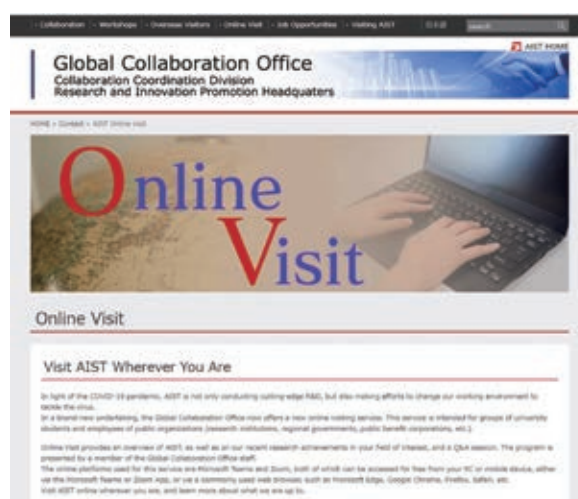 Collaboration Workshops Overseas Visitors Online Visit Job Opportunities Visiting AIST 日本語 search
AIST HOME
Global Collaboration Office
Collaboration Coordination Division
Research and Innovation Promotion Headquaters
HOME > Contact > AIST Online Visit
Online
Visit
Online Visit
Visit AIST Wherever You Are
In light of the COVID-19 pandemic, AIST is not only conducting cutting-edge R&D, but also making efforts to change our working environment to
tackle the virus.
In a brand new undertaking, the Global Collaboration Office now offers a new online visiting service. This service is intended for groups of university
students and employees of public organizations (research institutions, regional governments, public benefit corporations, etc.).
Online Visit provides an overview of AIST, as well as our recent research achievements in your field of interest, and a Q&A session. The program is
presented by a member of the Global Collaboration Office staff.
The online platforms used for this service are Microsoft Teams and Zoom, both of which can be accessed for free from your PC or mobile device, either
via the Microsoft Teams or Zoom App, or via a commonly used web browser, such as Microsoft Edge, Google Chrome, Firefox, Safari, etc.
Visit AIST online wherever you are, and learn more about what we are up to.